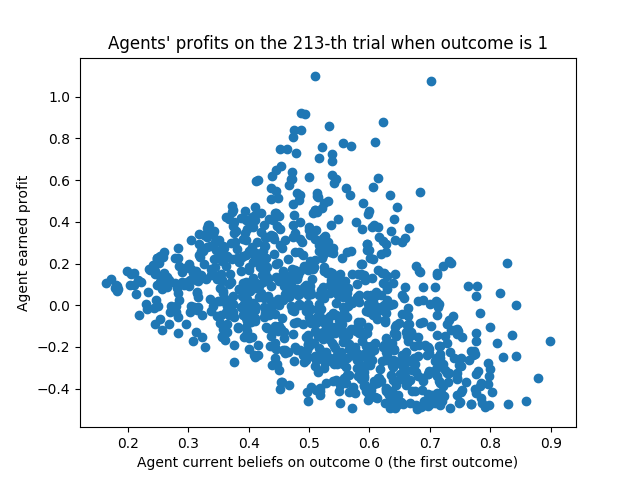 Agents' profits on the 213-th trial when outcome is 1
Agent earned profit
1.0
0.8
0.6
0.4
0.2
0.0
−0.2
−0.4
0.2 0.3 0.4 0.5 0.6 0.7 0.8 0.9
Agent current beliefs on outcome 0 (the first outcome)